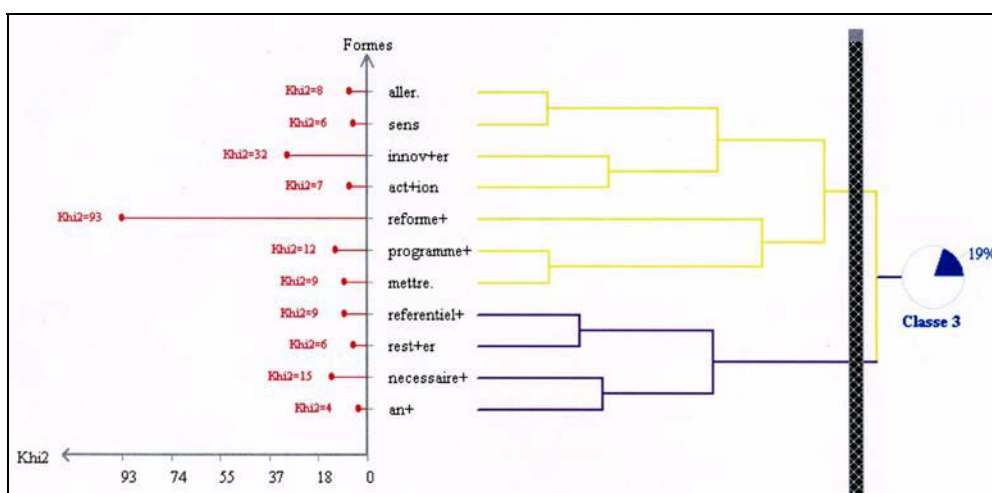 Formes
Khi2=8 aller.
Khi2=6 sens
Khi2=32 innov+er
Khi2=7 act+ion
Khi2=93 reforme+
Khi2=12 programme+
Khi2=9 mettre.
Khi2=9 referentiel+
Khi2=6 rest+er
Khi2=15 necessaire+
Khi2=4 an+
19%
Classe 3
Khi2
93 74 55 37 18 0